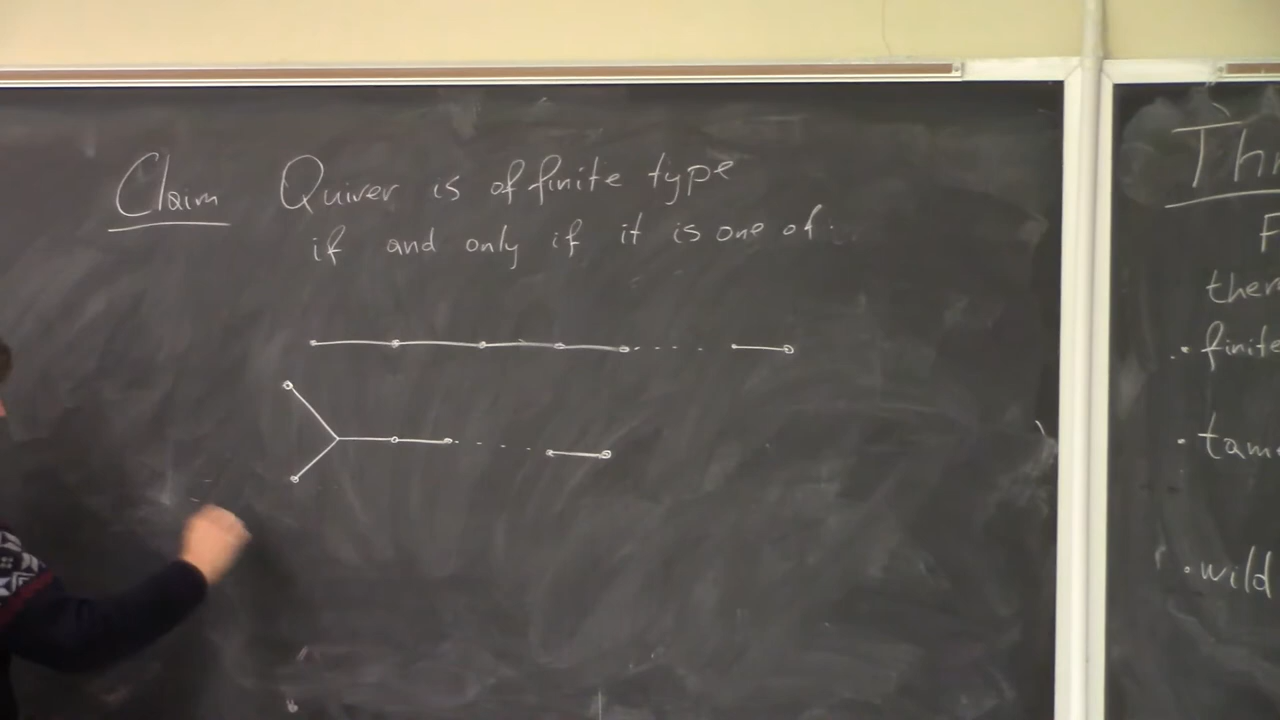 Claim Quiver is of finite type
if and only if it is one of:
Th
F
ther
• finite
• tam
• wild